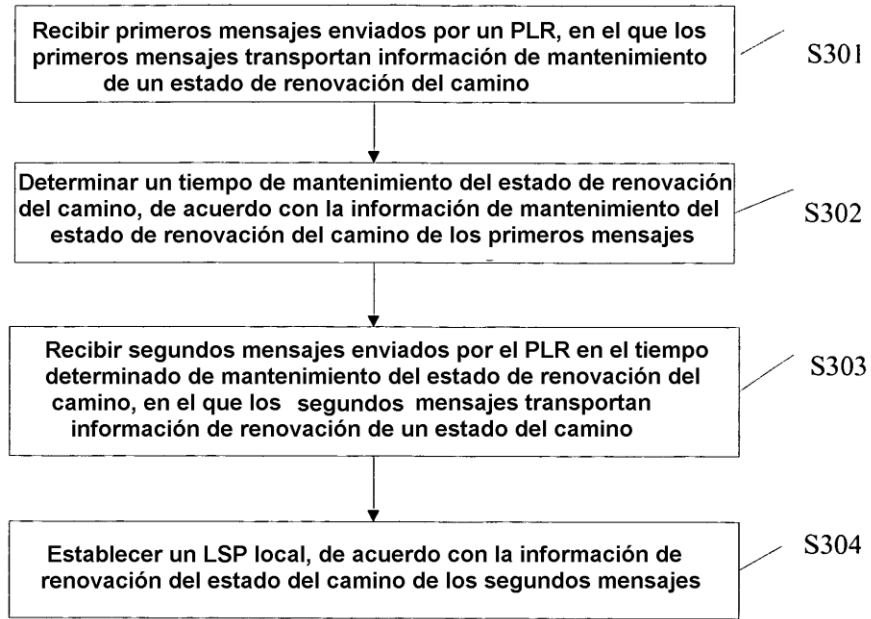 Recibir primeros mensajes enviados por un PLR, en el que los
primeros mensajes transportan información de mantenimiento
de un estado de renovación del camino
S301
Determinar un tiempo de mantenimiento del estado de renovación
del camino, de acuerdo con la información de mantenimiento del
estado de renovación del camino de los primeros mensajes
S302
Recibir segundos mensajes enviados por el PLR en el tiempo
determinado de mantenimiento del estado de renovación del
camino, en el que los segundos mensajes transportan
información de renovación de un estado del camino
S303
Establecer un LSP local, de acuerdo con la información de
renovación del estado del camino de los segundos mensajes
S304